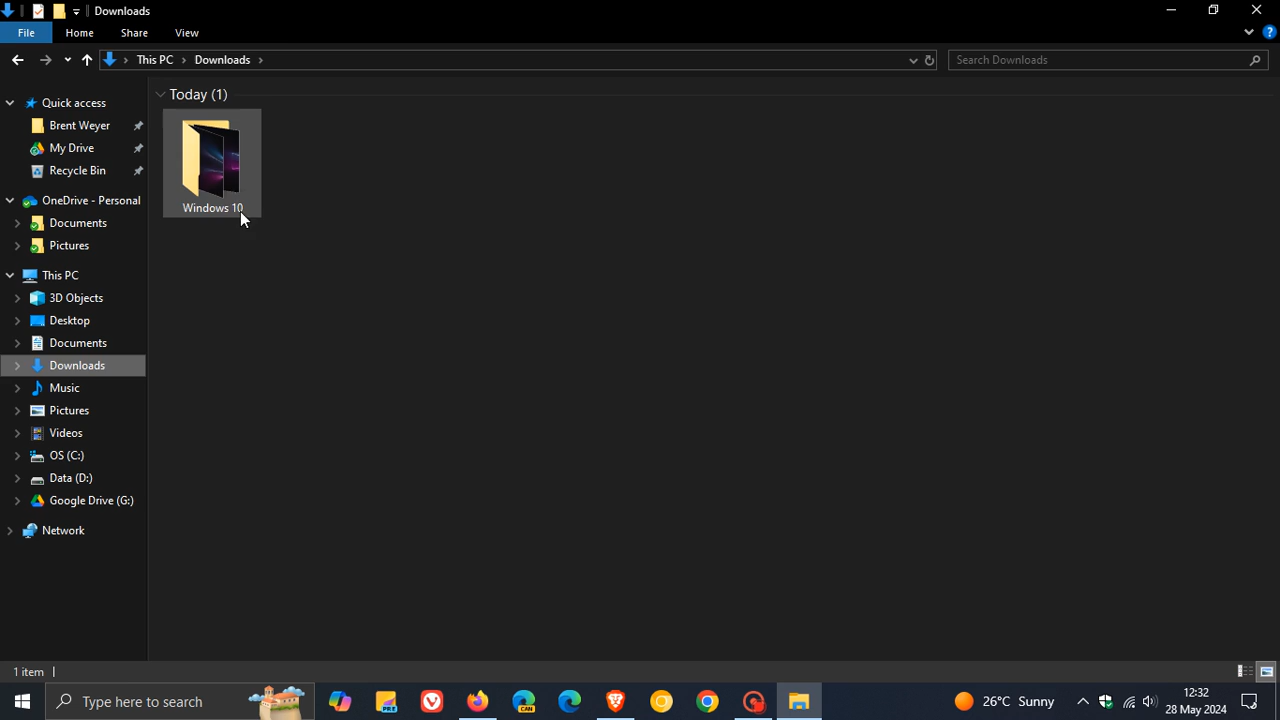 Downloads
File Home Share View
This PC Downloads
Search Downloads
Quick access
Brent Weyer
My Drive
Recycle Bin
OneDrive - Personal
Documents
Pictures
This PC
3D Objects
Desktop
Documents
Downloads
Music
Pictures
Videos
OS (C:)
Data (D:)
Google Drive (G:)
Network
Today (1)
Windows 10
1 item
Type here to search
PRE
CAN
26°C Sunny
12:32
28 May 2024